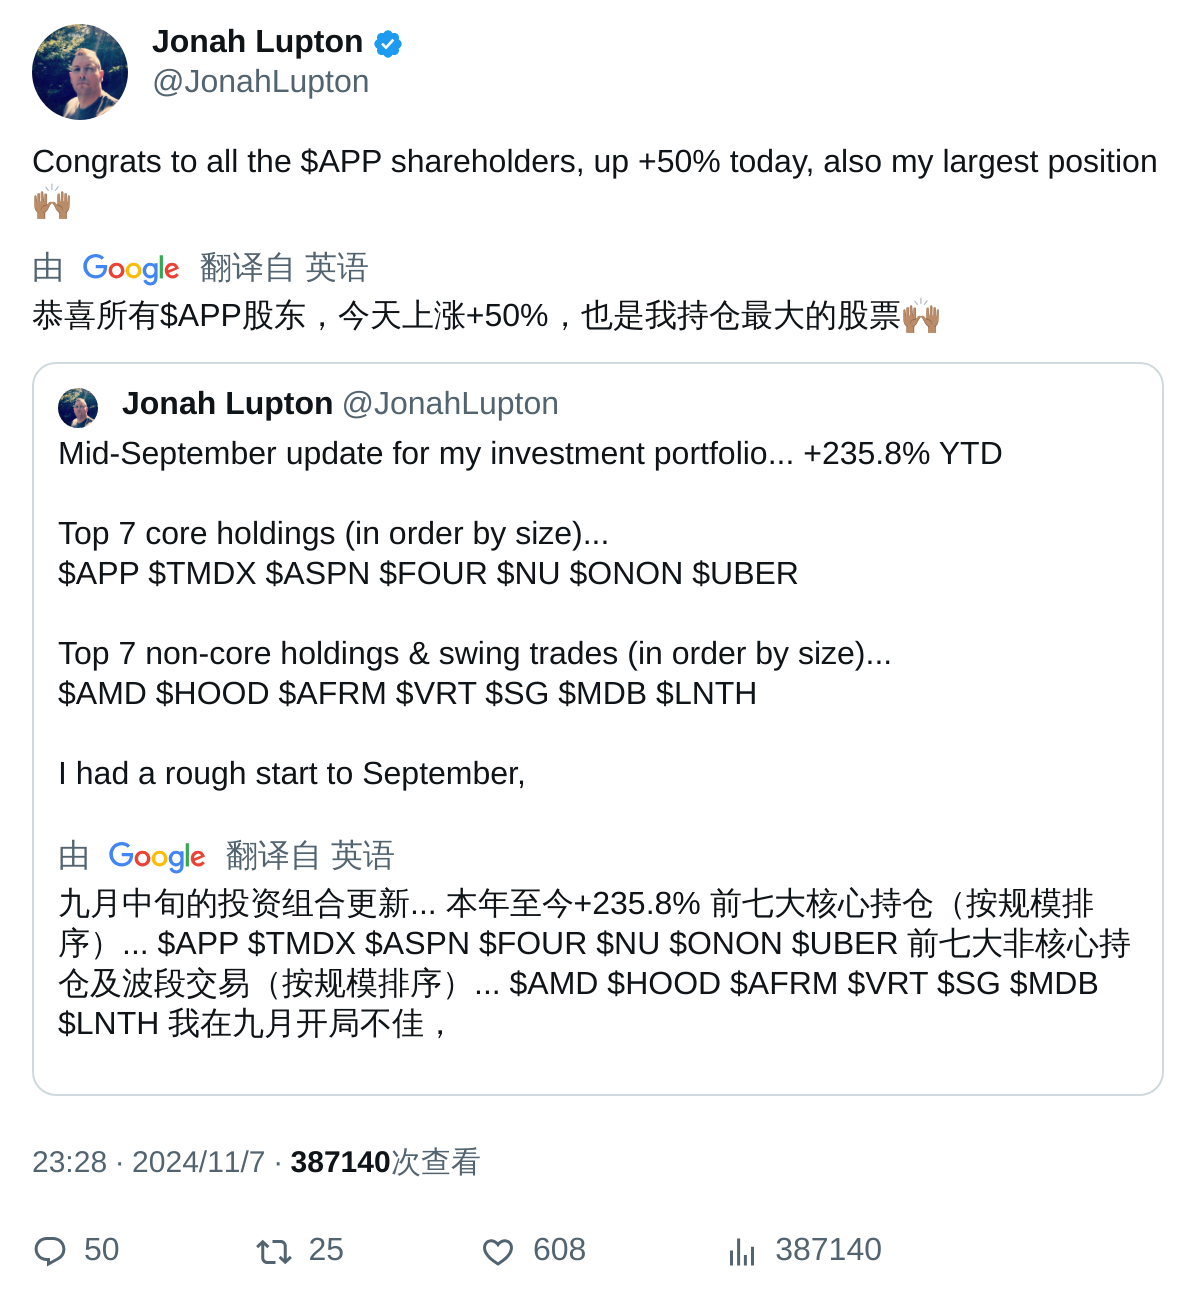 Jonah Lupton
@JonahLupton
Congrats to all the $APP shareholders, up +50% today, also my largest position
🙌🏽
由 Google 翻译自 英语
恭喜所有$APP股东，今天上涨+50%，也是我持仓最大的股票🙌🏽
Jonah Lupton @JonahLupton
Mid-September update for my investment portfolio... +235.8% YTD
Top 7 core holdings (in order by size)...
$APP $TMDX $ASPN $FOUR $NU $ONON $UBER
Top 7 non-core holdings & swing trades (in order by size)...
$AMD $HOOD $AFRM $VRT $SG $MDB $LNTH
I had a rough start to September,
由 Google 翻译自 英语
九月中旬的投资组合更新... 本年至今+235.8% 前七大核心持仓（按规模排
序）... $APP $TMDX $ASPN $FOUR $NU $ONON $UBER 前七大非核心持
仓及波段交易（按规模排序）... $AMD $HOOD $AFRM $VRT $SG $MDB
$LNTH 我在九月开局不佳，
23:28 · 2024/11/7 · 387140次查看
50 25 608 387140